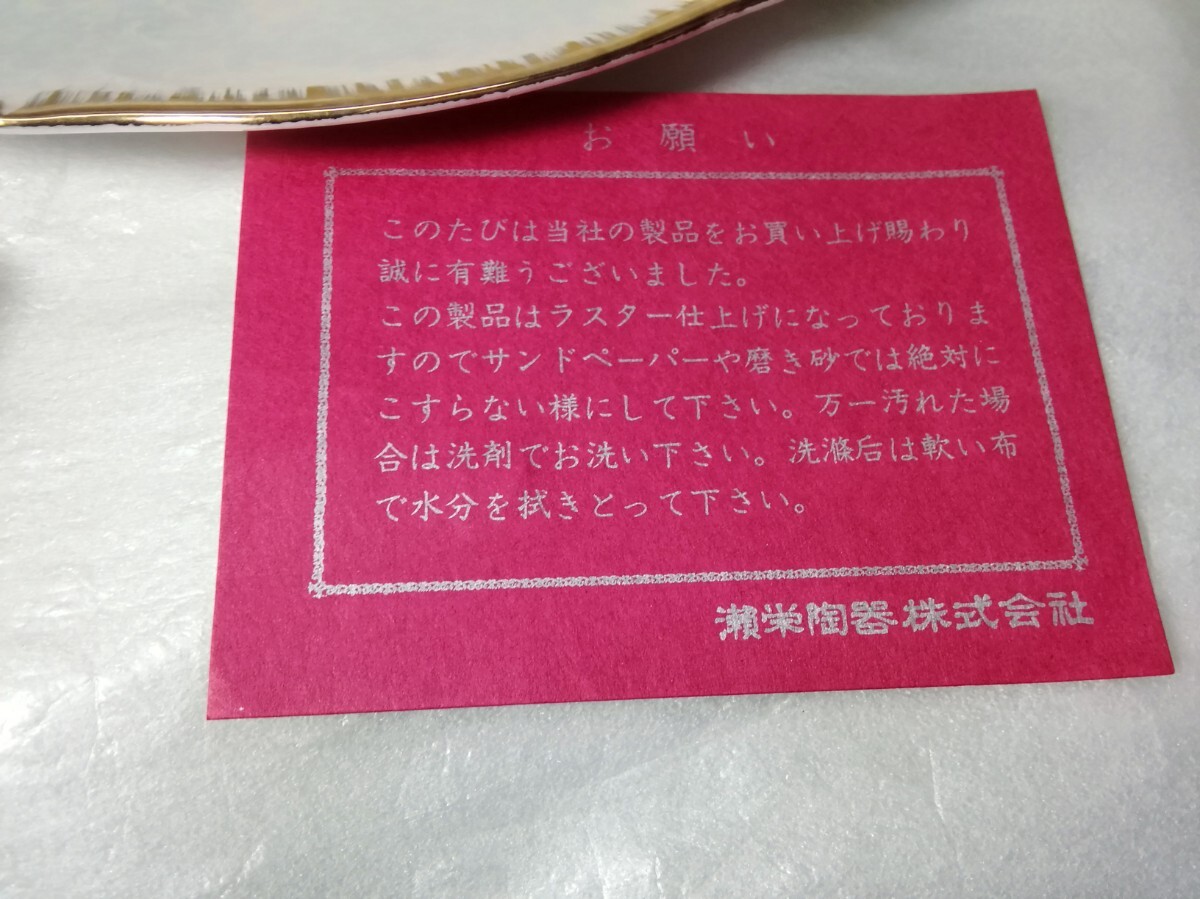 お願い
このたびは当社の製品をお買い上げ賜わり
誠に有難うございました。
この製品はラスター仕上げになっておりま
すのでサンドペーパーや磨き砂では絶対に
こすらない様にして下さい。万一汚れた場
合は洗剤でお洗い下さい。洗滌后は軟い布
で水分を拭きとって下さい。
瀬栄陶器株式会社